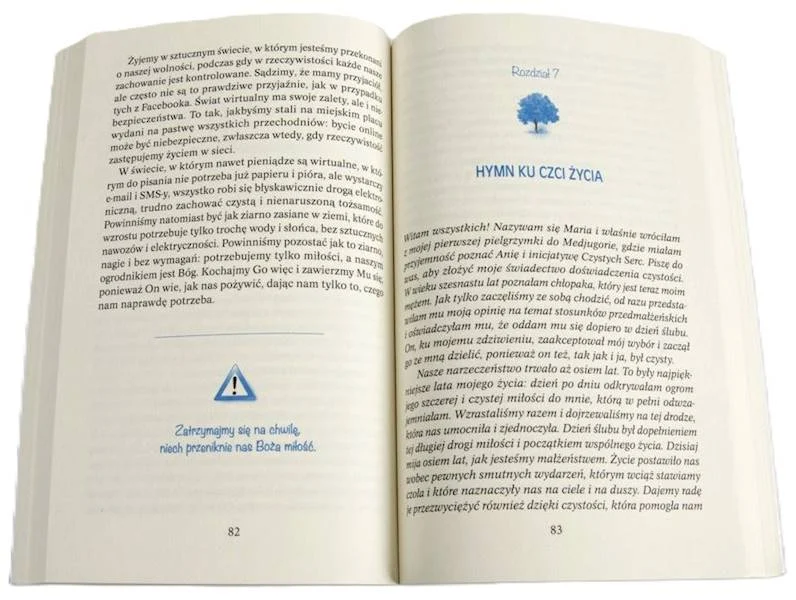 Żyjemy w sztucznym świecie, w którym jesteśmy przekonani
o naszej wolności, podczas gdy w rzeczywistości każde nasze
zachowanie jest kontrolowane. Sądzimy, że mamy przyjaciół,
ale często nie są to prawdziwe przyjaźnie, jak w przypadku
tych z Facebooka. Świat wirtualny ma swoje zalety, ale i nie-
bezpieczeństwa. To tak, jakbyśmy stali na miejskim placu
wydani na pastwę wszystkich przechodniów: bycie online
może być niebezpieczne, zwłaszcza wtedy, gdy rzeczywistość
zastępujemy życiem w sieci.
W świecie, w którym nawet pieniądze są wirtualne, w któ-
rym do pisania nie potrzeba już papieru i pióra, ale wystarczy
e-mail i SMS-y, wszystko robi się błyskawicznie drogą elektro-
niczną, trudno zachować czystą i nienaruszoną tożsamość.
Powinniśmy natomiast być jak ziarno zasiane w ziemi, które do
wzrostu potrzebuje tylko trochę wody i słońca, bez sztucznych
nawozów i elektryczności. Powinniśmy pozostać jak to ziarno,
nagie i bez wymagań: potrzebujemy tylko miłości, a naszym
ogrodnikiem jest Bóg. Kochajmy Go więc i zawierzmy Mu się,
ponieważ On wie, jak nas pożywić, dając nam tylko to, czego
nam naprawdę potrzeba.
Zatrzymajmy się na chwilę,
niech przeniknie nas Boża miłość.
82
Rozdział 7
HYMN KU CZCI ŻYCIA
Witam wszystkich! Nazywam się Maria i właśnie wróciłam
z mojej pierwszej pielgrzymki do Medjugorie, gdzie miałam
przyjemność poznać Anię i inicjatywę Czystych Serc. Piszę do
was, aby złożyć moje świadectwo doświadczenia czystości.
W wieku szesnastu lat poznałam chłopaka, który jest teraz moim
mężem. Jak tylko zaczęliśmy ze sobą chodzić, od razu przedsta-
wiłam mu moją opinię na temat stosunków przedmałżeńskich
i oświadczyłam mu, że oddam mu się dopiero w dzień ślubu.
On, ku mojemu zdziwieniu, zaakceptował mój wybór i zaczął
go ze mną dzielić, ponieważ on też, tak jak i ja, był czysty.
Nasze narzeczeństwo trwało aż osiem lat. To były najpięk-
niejsze lata mojego życia: dzień po dniu odkrywałam ogrom
jego szczerej i czystej miłości do mnie, którą w pełni odwza-
jemniałam. Wzrastaliśmy razem i dojrzewaliśmy na tej drodze,
która nas umocniła i zjednoczyła. Dzień ślubu był dopełnieniem
tej długiej drogi miłości i początkiem wspólnego życia. Dzisiaj
mija osiem lat, jak jesteśmy małżeństwem. Życie postawiło nas
wobec pewnych smutnych wydarzeń, którym wciąż stawiamy
czoła i które naznaczyły nas na ciele i na duszy. Dajemy radę
je przezwyciężyć również dzięki czystości, która pomogła nam
83